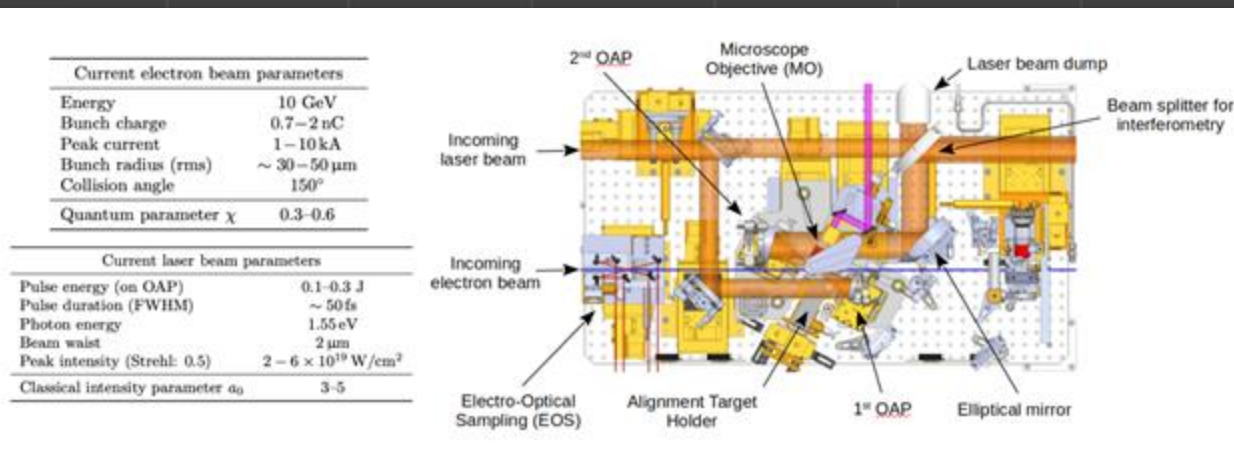 Current electron beam parameters
Energy 10 GeV
Bunch charge 0.7–2 nC
Peak current 1–10 kA
Bunch radius (rms) ~ 30–50 μm
Collision angle 150°
Quantum parameter χ 0.3–0.6
Current laser beam parameters
Pulse energy (on OAP) 0.1–0.3 J
Pulse duration (FWHM) ~ 50 fs
Photon energy 1.55 eV
Beam waist 2 μm
Peak intensity (Strehl: 0.5) 2 – 6 × 10¹⁹ W/cm²
Classical intensity parameter a₀ 3–5
2nd OAP
Microscope
Objective (MO)
Laser beam dump
Beam splitter for
interferometry
Incoming
laser beam
Incoming
electron beam
Electro-Optical
Sampling (EOS)
Alignment Target
Holder
1st OAP
Elliptical mirror